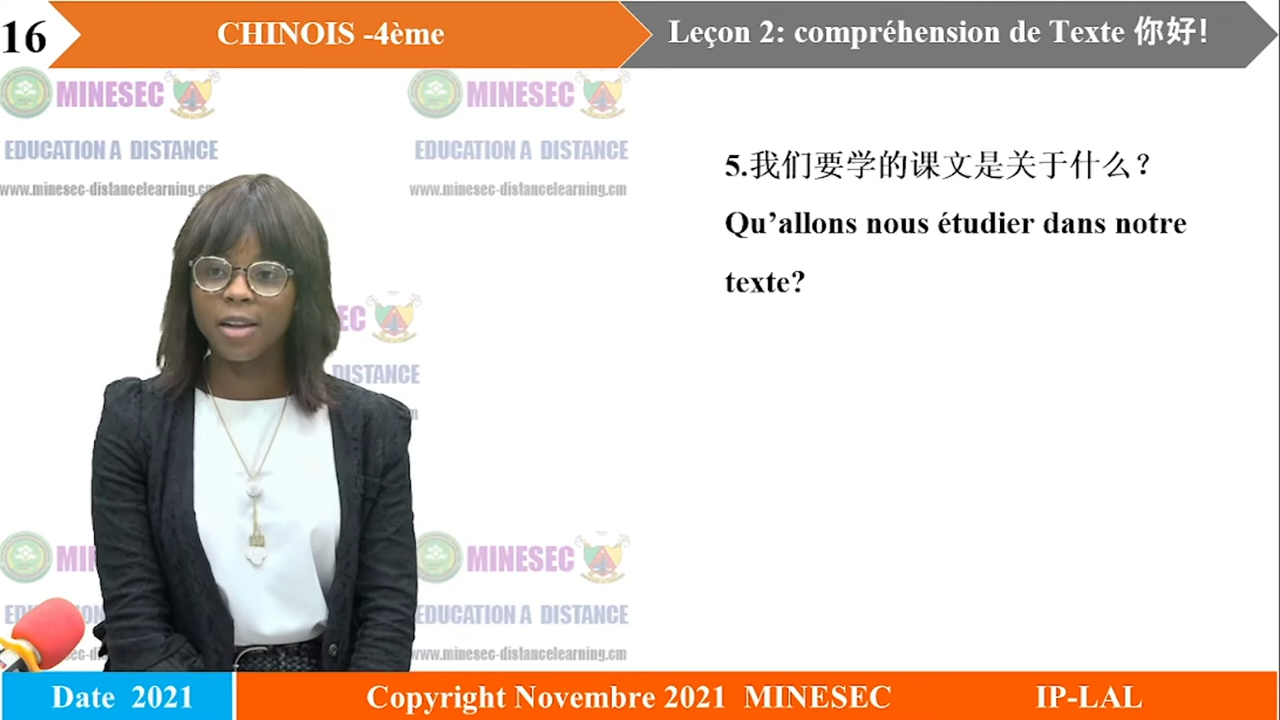 16
CHINOIS -4ème
Leçon 2: compréhension de Texte 你好!
MINESEC
MINESEC
EDUCATION A DISTANCE
EDUCATION A DISTANCE
www.minesec-distancelearning.cm
www.minesec-distancelearning.cm
5.我们要学的课文是关于什么？
Qu’allons nous étudier dans notre
texte?
DISTANCE
MINESEC
EDUCATION A DISTANCE
www.minesec-distancelearning.cm
Date 2021
Copyright Novembre 2021 MINESEC
IP-LAL